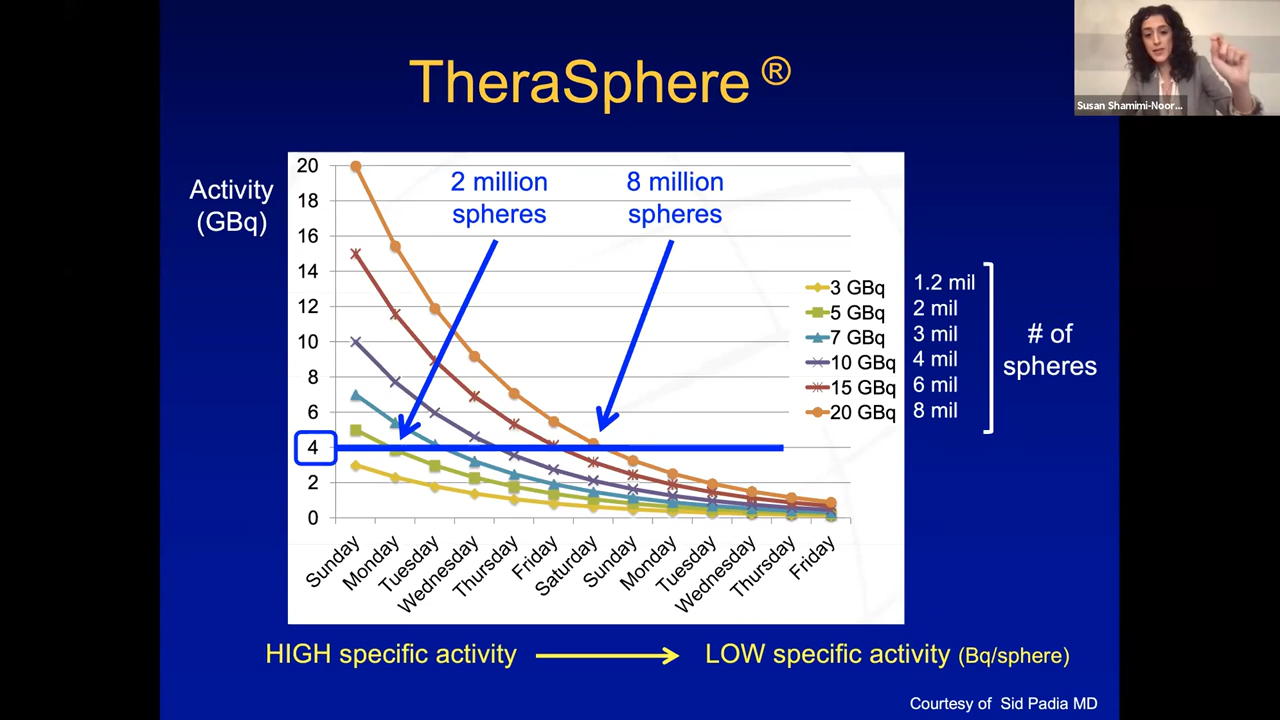 TheraSphere ®
Susan Shamimi-Noor...
Activity
(GBq)
20
18
16
14
12
10
8
6
4
2
0
2 million
spheres
8 million
spheres
3 GBq 1.2 mil
5 GBq 2 mil
7 GBq 3 mil
10 GBq 4 mil
15 GBq 6 mil
20 GBq 8 mil
# of
spheres
Sunday
Monday
Tuesday
Wednesday
Thursday
Friday
Saturday
Sunday
Monday
Tuesday
Wednesday
Thursday
Friday
HIGH specific activity
LOW specific activity (Bq/sphere)
Courtesy of Sid Padia MD